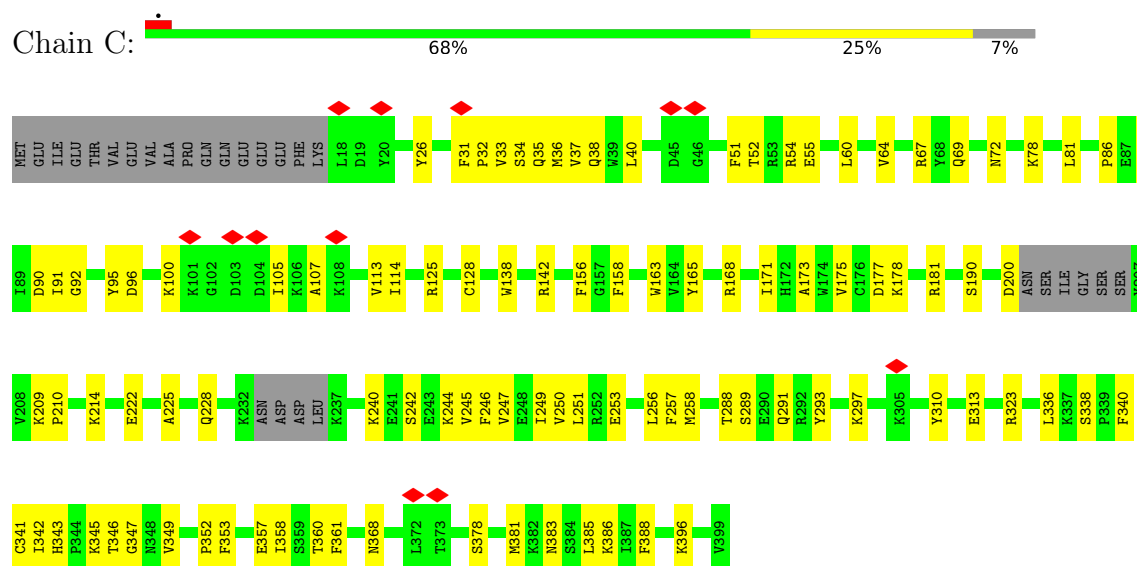 Chain C:
68% 25% 7%
MET GLU ILE GLU THR VAL GLU VAL VAL ALA PRO GLN GLN GLU GLU GLU PHE LYS L18 D19 Y20 Y26 F31 P32 V33 S34 Q35 M36 V37 Q38 W39 L40 D45 G46 F51 T52 R53 R54 E55 L60 V64 R67 Y68 Q69 N72 K78 L81 P86 E87
I89 D90 I91 G92 Y95 D96 K100 K101 G102 D103 D104 I105 K106 A107 K108 V113 I114 R125 C128 W138 R142 F156 G157 F158 W163 V164 Y165 R168 I171 H172 A173 W174 V175 C176 D177 K178 R181 S190 D200 ASN SER ILE GLY SER SER
V208 K209 P210 K214 E222 A225 Q228 K232 ASN ASP ASP LEU K237 K240 E241 S242 E243 K244 V245 F246 V247 E248 I249 V250 L251 R252 E253 L256 F257 M258 T288 S289 E290 Q291 R292 Y293 K297 K305 Y310 E313 R323 L336 K337 S338 P339 F340
C341 I342 H343 P344 K345 T346 G347 N348 V349 P352 F353 E357 I358 S359 T360 F361 N368 L372 T373 S378 M381 K382 N383 S384 L385 K386 I387 F388 K396 V399